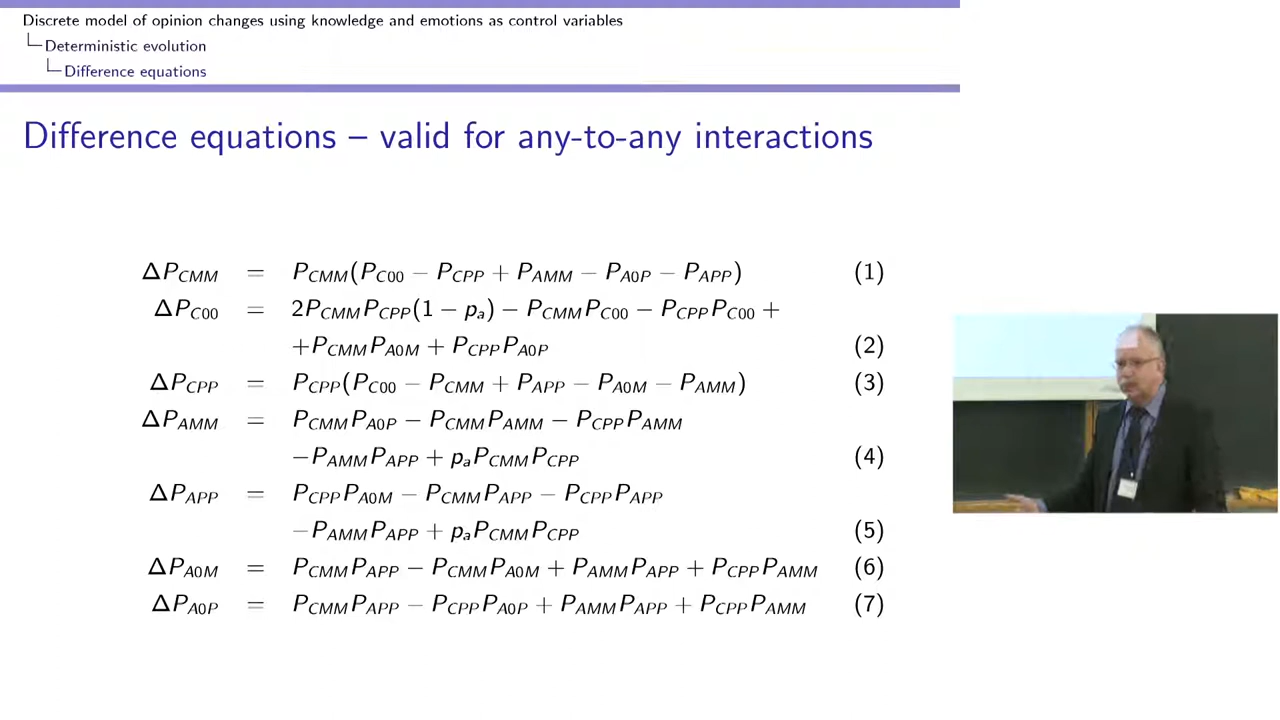 Discrete model of opinion changes using knowledge and emotions as control variables
Deterministic evolution
Difference equations
Difference equations – valid for any-to-any interactions
ΔP_CMM = P_CMM(P_C00 − P_CPP + P_AMM − P_A0P − P_APP) (1)
ΔP_C00 = 2P_CMM P_CPP(1 − p_a) − P_CMM P_C00 − P_CPP P_C00 +
+P_CMM P_A0M + P_CPP P_A0P (2)
ΔP_CPP = P_CPP(P_C00 − P_CMM + P_APP − P_A0M − P_AMM) (3)
ΔP_AMM = P_CMM P_A0P − P_CMM P_AMM − P_CPP P_AMM
−P_AMM P_APP + p_a P_CMM P_CPP (4)
ΔP_APP = P_CPP P_A0M − P_CMM P_APP − P_CPP P_APP
−P_AMM P_APP + p_a P_CMM P_CPP (5)
ΔP_A0M = P_CMM P_APP − P_CMM P_A0M + P_AMM P_APP + P_CPP P_AMM (6)
ΔP_A0P = P_CMM P_APP − P_CPP P_A0P + P_AMM P_APP + P_CPP P_AMM (7)